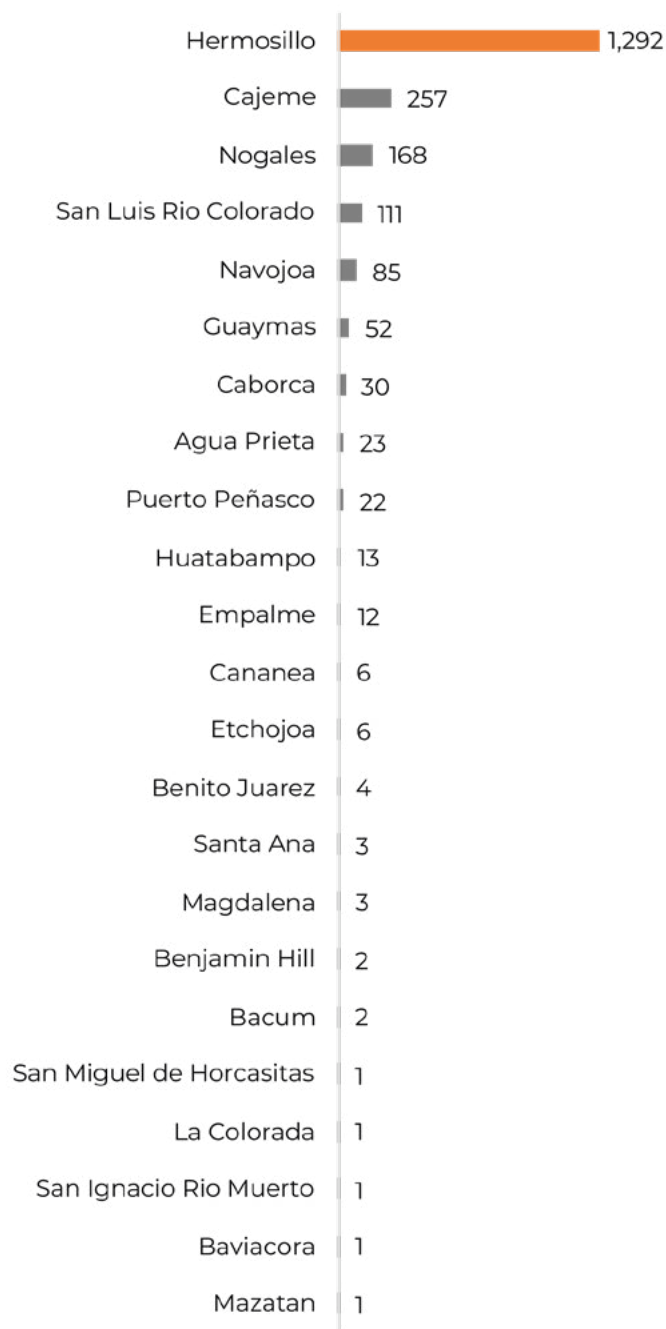 Hermosillo 1,292
Cajeme 257
Nogales 168
San Luis Rio Colorado 111
Navojoa 85
Guaymas 52
Caborca 30
Agua Prieta 23
Puerto Peñasco 22
Huatabampo 13
Empalme 12
Cananea 6
Etchojoa 6
Benito Juarez 4
Santa Ana 3
Magdalena 3
Benjamin Hill 2
Bacum 2
San Miguel de Horcasitas 1
La Colorada 1
San Ignacio Rio Muerto 1
Baviacora 1
Mazatan 1